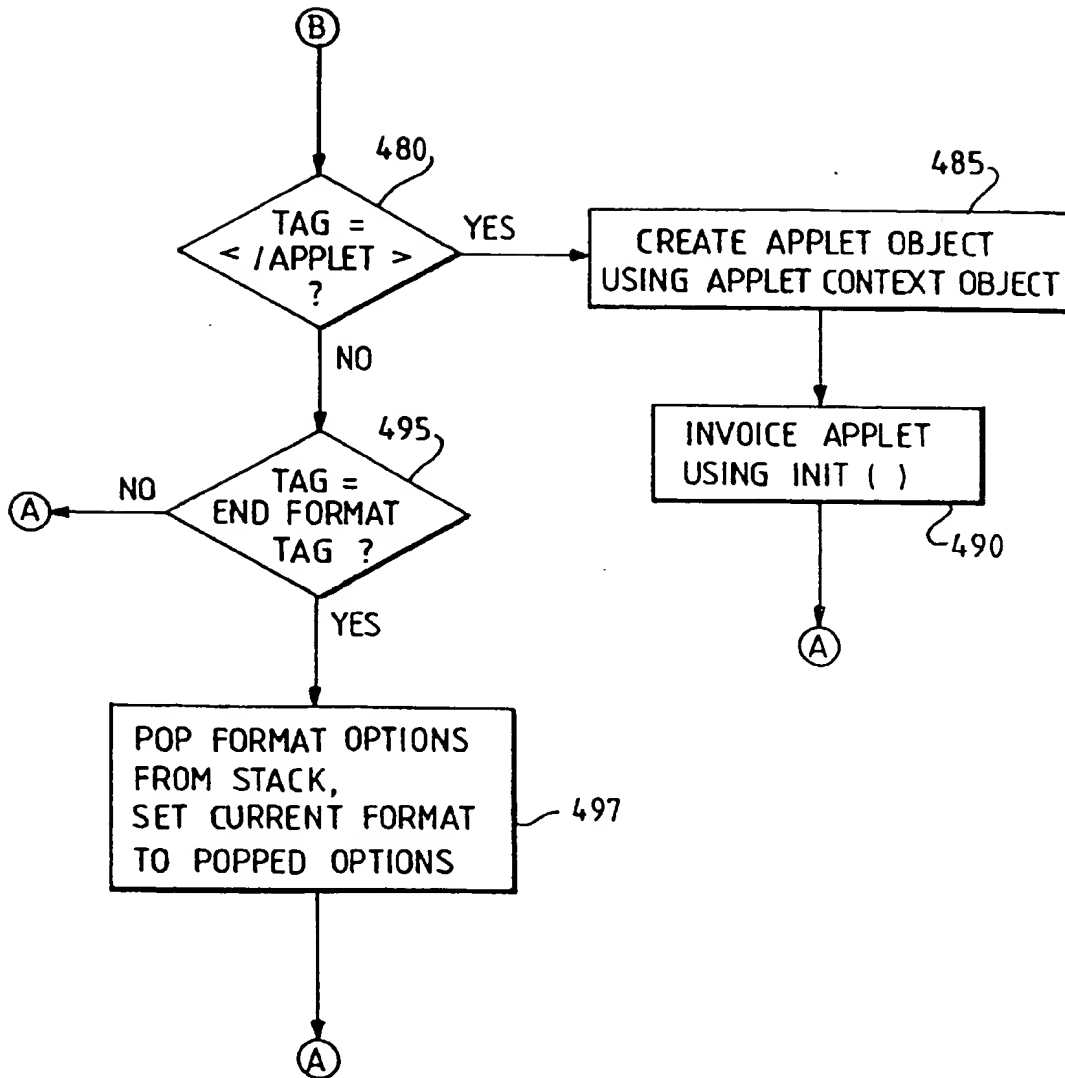 B
480
TAG =
< /APPLET >
?
YES
485
CREATE APPLET OBJECT
USING APPLET CONTEXT OBJECT
NO
INVOICE APPLET
USING INIT ( )
490
A
495
TAG =
END FORMAT
TAG ?
NO
A
YES
POP FORMAT OPTIONS
FROM STACK,
SET CURRENT FORMAT
TO POPPED OPTIONS
497
A